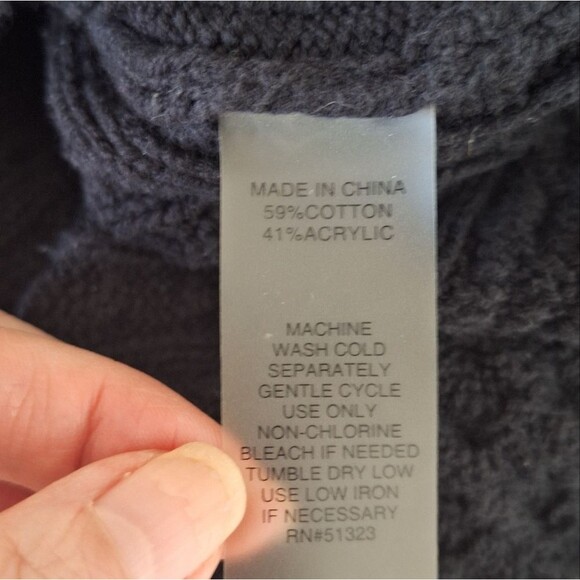 MADE IN CHINA
59%COTTON
41%ACRYLIC
MACHINE
WASH COLD
SEPARATELY
GENTLE CYCLE
USE ONLY
NON-CHLORINE
BLEACH IF NEEDED
TUMBLE DRY LOW
USE LOW IRON
IF NECESSARY
RN#51323